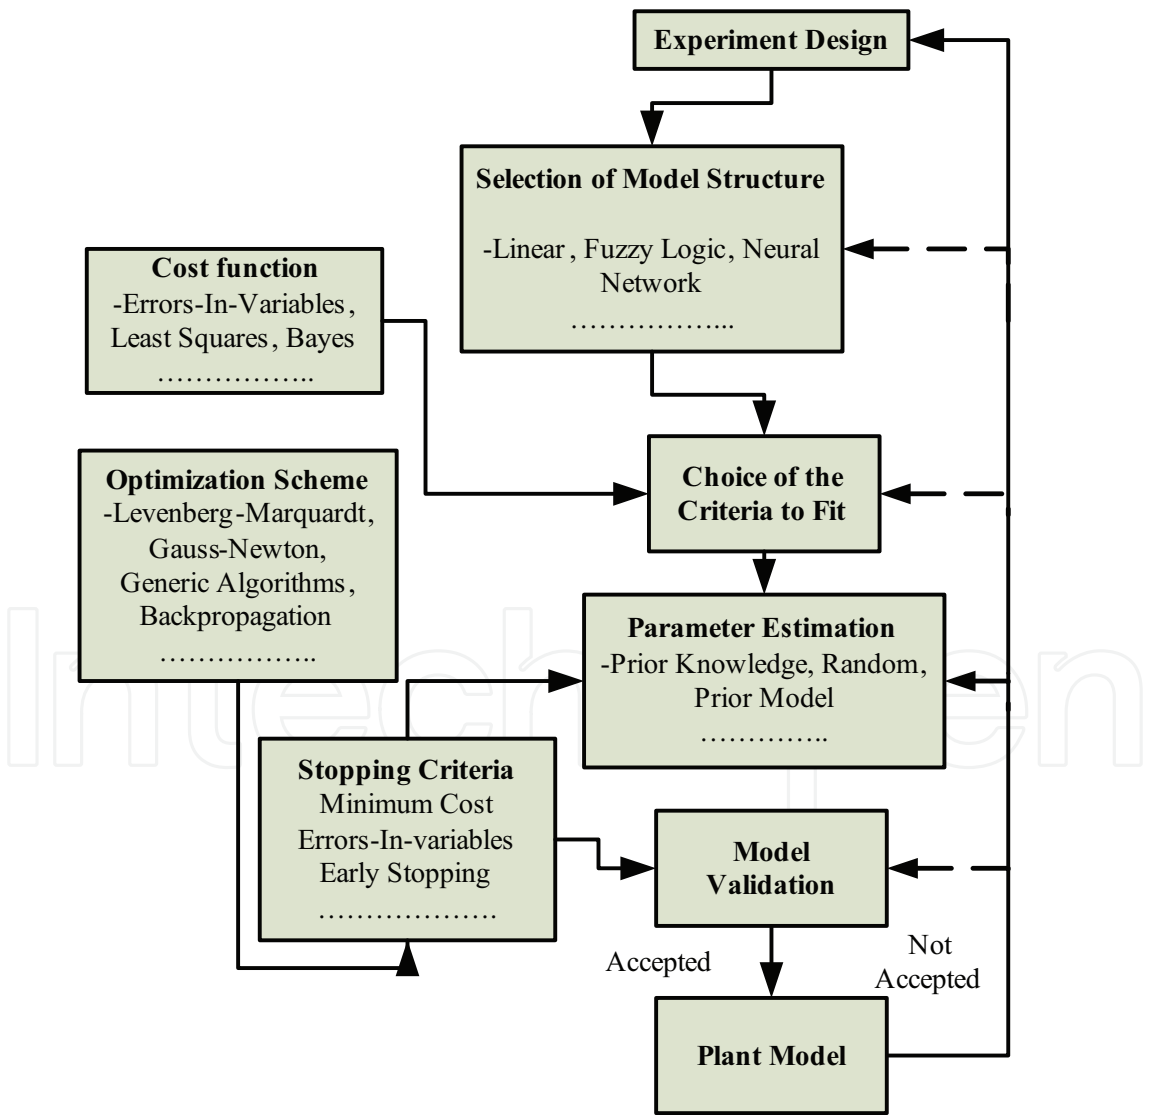 Experiment Design
Selection of Model Structure
-Linear, Fuzzy Logic, Neural
Network
……………...
Cost function
-Errors-In-Variables,
Least Squares, Bayes
……………..
Optimization Scheme
-Levenberg-Marquardt,
Gauss-Newton,
Generic Algorithms,
Backpropagation
……………..
Choice of the
Criteria to Fit
Parameter Estimation
-Prior Knowledge, Random,
Prior Model
…………..
Stopping Criteria
Minimum Cost
Errors-In-variables
Early Stopping
……………….
Model
Validation
Accepted
Not
Accepted
Plant Model